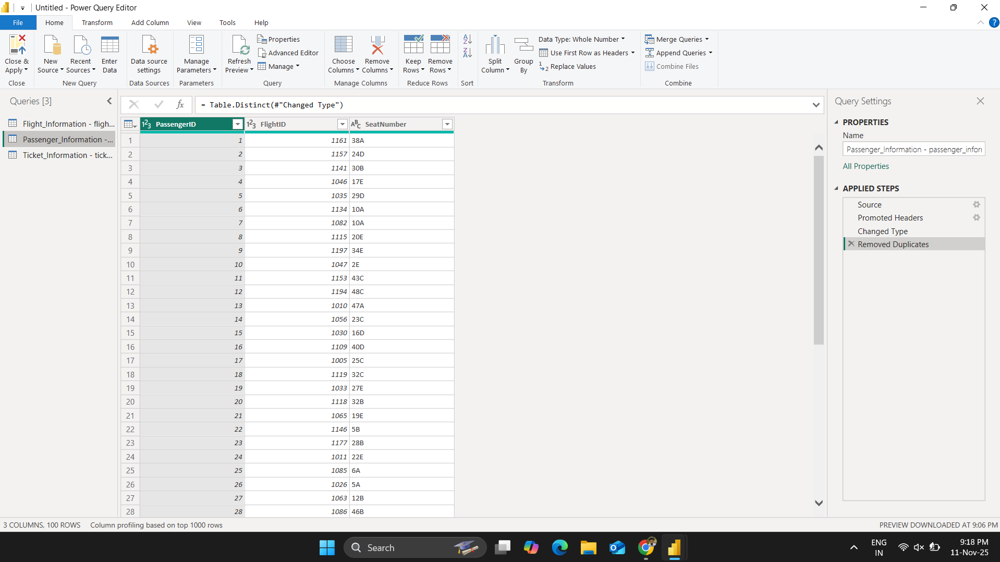 Untitled - Power Query Editor
File Home Transform Add Column View Tools Help
Close & Apply
Close
New Source
Recent Sources
Enter Data
New Query
Data source settings
Data Sources
Manage Parameters
Parameters
Refresh Preview
Properties
Advanced Editor
Manage
Query
Choose Columns
Remove Columns
Manage Columns
Keep Rows
Remove Rows
Reduce Rows
Sort
Split Column
Group By
Data Type: Whole Number
Use First Row as Headers
Replace Values
Transform
Merge Queries
Append Queries
Combine Files
Combine
Queries [3]
Flight_Information - fligh...
Passenger_Information -...
Ticket_Information - tick...
= Table.Distinct(#"Changed Type")
PassengerID FlightID SeatNumber
1 1 1161 38A
2 2 1157 24D
3 3 1141 30B
4 4 1046 17E
5 5 1035 29D
6 6 1134 10A
7 7 1082 10A
8 8 1115 20E
9 9 1197 34E
10 10 1047 2E
11 11 1153 43C
12 12 1194 48C
13 13 1010 47A
14 14 1056 23C
15 15 1030 16D
16 16 1109 40D
17 17 1005 25C
18 18 1119 32C
19 19 1033 27E
20 20 1118 32B
21 21 1065 19E
22 22 1146 5B
23 23 1177 28B
24 24 1011 22E
25 25 1085 6A
26 26 1026 5A
27 27 1063 12B
28 28 1086 46B
Query Settings
PROPERTIES
Name
Passenger_Information - passenger_inforr
All Properties
APPLIED STEPS
Source
Promoted Headers
Changed Type
Removed Duplicates
3 COLUMNS, 100 ROWS Column profiling based on top 1000 rows
PREVIEW DOWNLOADED AT 9:06 PM
Search
ENG
IN
9:18 PM
11-Nov-25